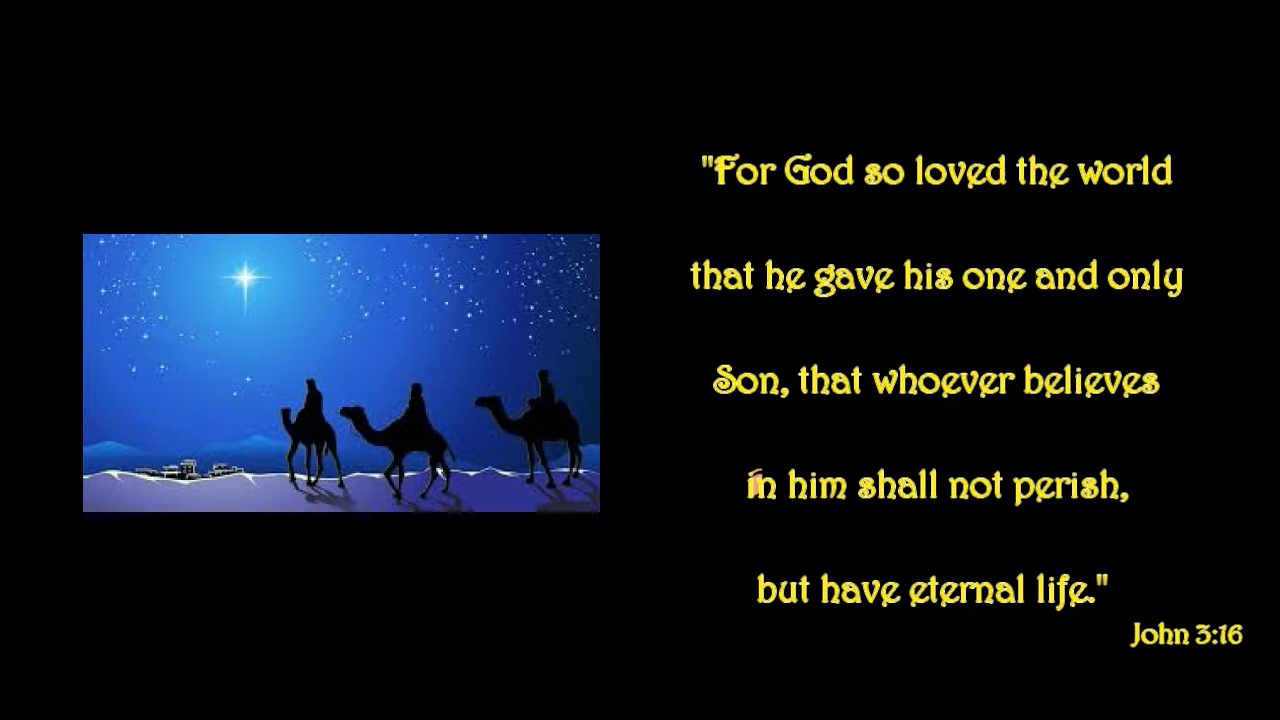 "For God so loved the world
that he gave his one and only
Son, that whoever believes
in him shall not perish,
but have eternal life."
John 3:16